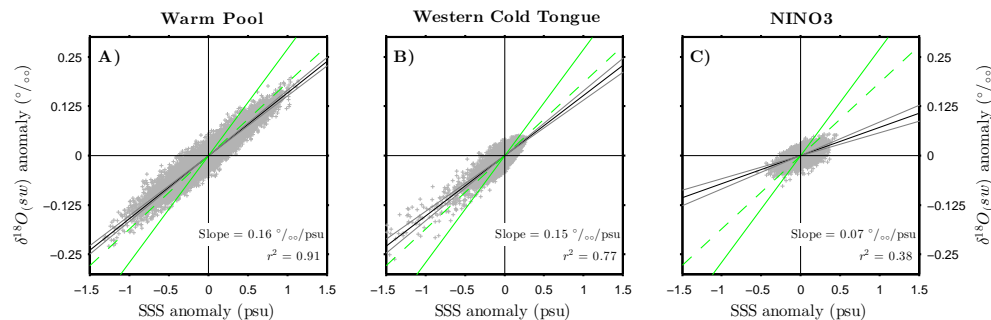 Warm Pool
Western Cold Tongue
NINO3
δ¹⁸O(sw) anomaly (°/∘∘)
0.25
0.125
0
-0.125
-0.25
A)
Slope = 0.16 °/∘∘/psu
r² = 0.91
-1.5 -1 -0.5 0 0.5 1 1.5
SSS anomaly (psu)
B)
Slope = 0.15 °/∘∘/psu
r² = 0.77
-1.5 -1 -0.5 0 0.5 1 1.5
SSS anomaly (psu)
C)
Slope = 0.07 °/∘∘/psu
r² = 0.38
-1.5 -1 -0.5 0 0.5 1 1.5
SSS anomaly (psu)
0.25
0.125
0
-0.125
-0.25
δ¹⁸O(sw) anomaly (°/∘∘)